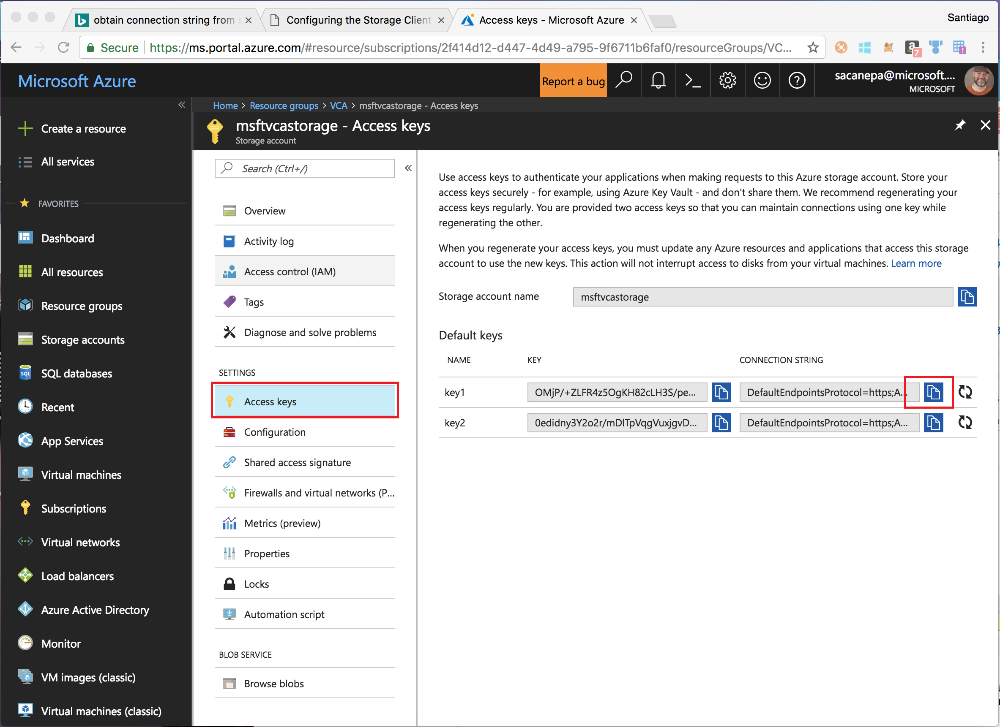 obtain connection string from
Configuring the Storage Client
Access keys - Microsoft Azure
Santiago
Secure
https://ms.portal.azure.com/#resource/subscriptions/2f414d12-d447-4d49-a795-9f6711b6faf0/resourceGroups/VC...
7
Microsoft Azure
Report a bug
sacanepa@microsoft....
MICROSOFT
Home > Resource groups > VCA > msftvcastorage - Access keys
msftvcastorage - Access keys
Storage account
Create a resource
All services
FAVORITES
Dashboard
All resources
Resource groups
Storage accounts
SQL
SQL databases
Recent
App Services
Virtual machines
Subscriptions
Virtual networks
Load balancers
Azure Active Directory
Monitor
VM images (classic)
Virtual machines (classic)
Search (Ctrl+/)
Overview
Activity log
Access control (IAM)
Tags
Diagnose and solve problems
SETTINGS
Access keys
Configuration
Shared access signature
Firewalls and virtual networks (P...
Metrics (preview)
Properties
Locks
Automation script
BLOB SERVICE
Browse blobs
Use access keys to authenticate your applications when making requests to this Azure storage account. Store your
access keys securely - for example, using Azure Key Vault - and don't share them. We recommend regenerating your
access keys regularly. You are provided two access keys so that you can maintain connections using one key while
regenerating the other.
When you regenerate your access keys, you must update any Azure resources and applications that access this storage
account to use the new keys. This action will not interrupt access to disks from your virtual machines. Learn more
Storage account name
msftvcastorage
Default keys
NAME KEY CONNECTION STRING
key1 OMjP/+ZLFR4z5OgKH82cLH3S/pe... DefaultEndpointsProtocol=https;A...
key2 0edidny3Y2o2r/mDlTpVqgVuxjgvD... DefaultEndpointsProtocol=https;A...